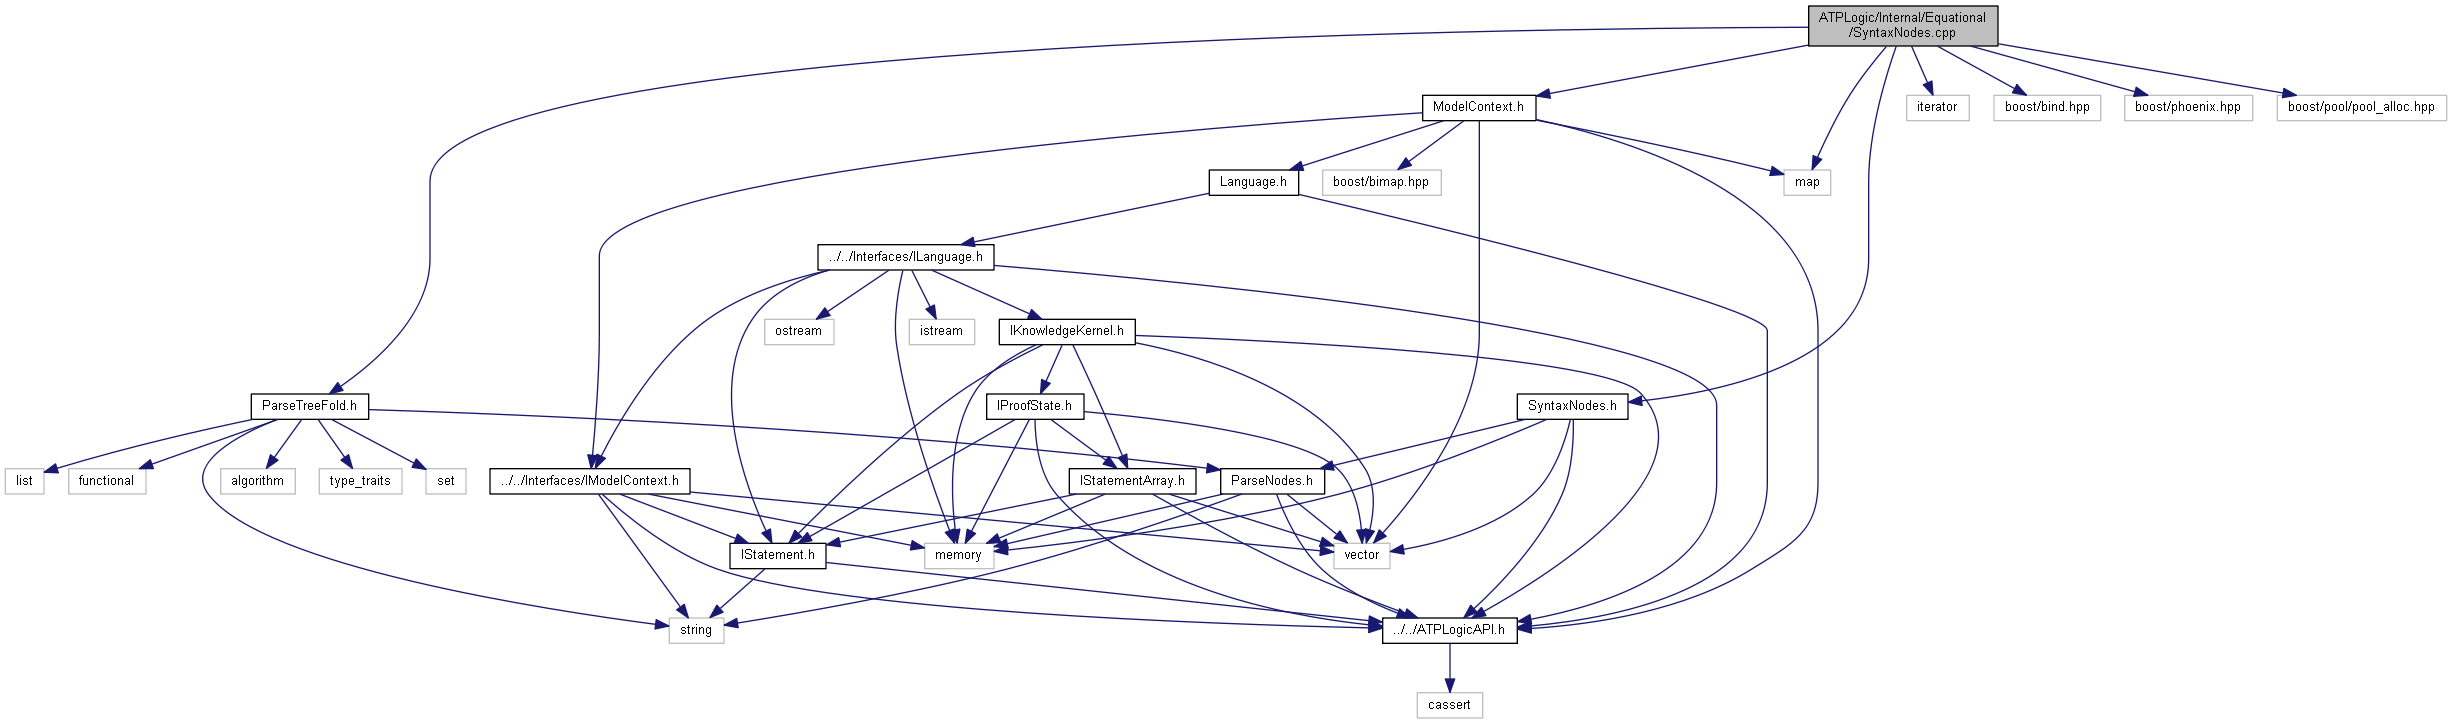 ATPLogic/Internal/Equational
/SyntaxNodes.cpp
ModelContext.h
iterator
boost/bind.hpp
boost/phoenix.hpp
boost/pool/pool_alloc.hpp
Language.h
boost/bimap.hpp
map
../../Interfaces/ILanguage.h
ostream
istream
IKnowledgeKernel.h
ParseTreeFold.h
IProofState.h
SyntaxNodes.h
list
functional
algorithm
type_traits
set
../../Interfaces/IModelContext.h
IStatementArray.h
ParseNodes.h
IStatement.h
memory
vector
string
../../ATPLogicAPI.h
cassert